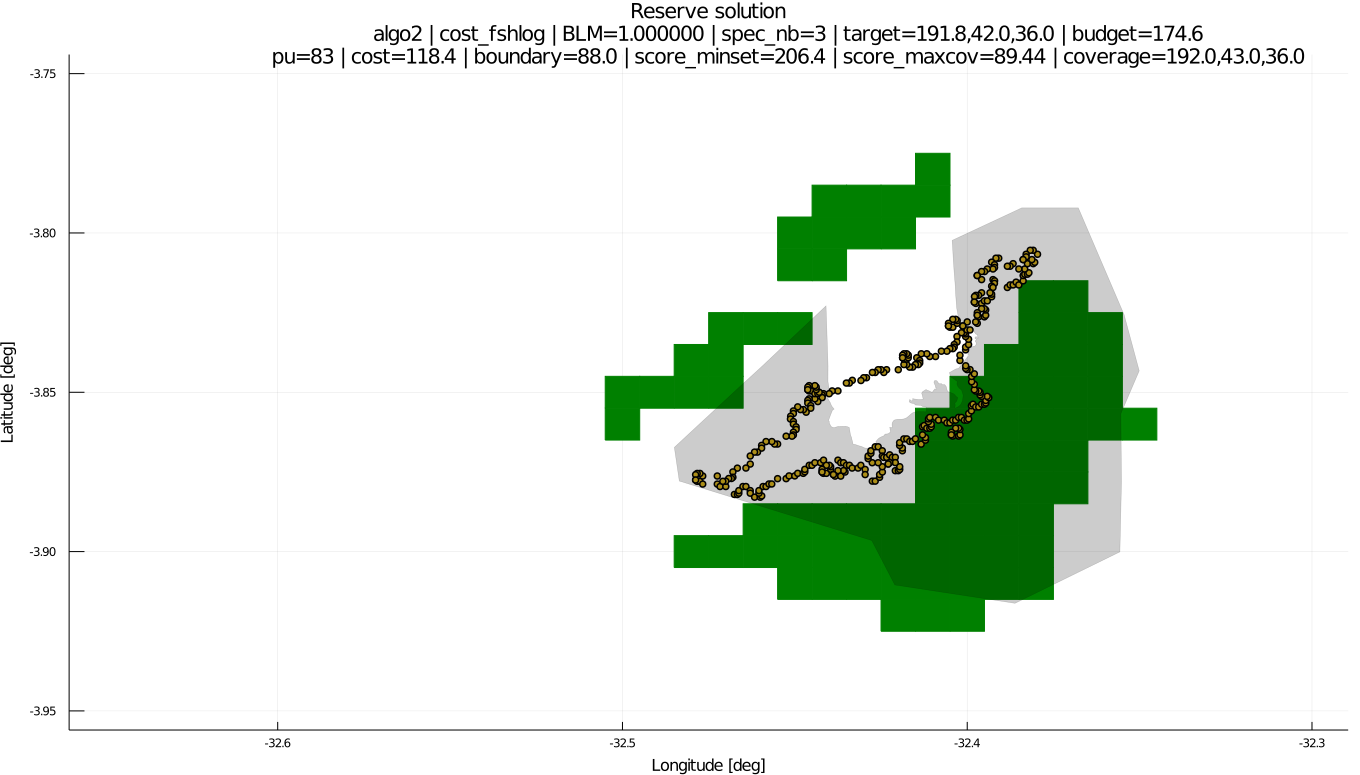 Reserve solution
algo2 | cost_fshlog | BLM=1.000000 | spec_nb=3 | target=191.8,42.0,36.0 | budget=174.6
pu=83 | cost=118.4 | boundary=88.0 | score_minset=206.4 | score_maxcov=89.44 | coverage=192.0,43.0,36.0
-3.75
-3.80
-3.85
-3.90
-3.95
Latitude [deg]
-32.6
-32.5
-32.4
-32.3
Longitude [deg]